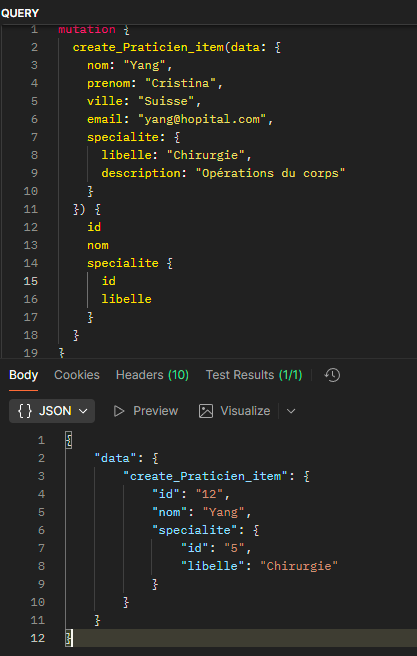 QUERY
1 mutation {
2 create_Praticien_item(data: {
3 nom: "Yang",
4 prenom: "Cristina",
5 ville: "Suisse",
6 email: "yang@hopital.com",
7 specialite: {
8 libelle: "Chirurgie",
9 description: "Opérations du corps"
10 }
11 }) {
12 id
13 nom
14 specialite {
15 id
16 libelle
17 }
18 }
19 }
Body Cookies Headers (10) Test Results (1/1)
{} JSON Preview Visualize
1 {
2 "data": {
3 "create_Praticien_item": {
4 "id": "12",
5 "nom": "Yang",
6 "specialite": {
7 "id": "5",
8 "libelle": "Chirurgie"
9 }
10 }
11 }
12 }